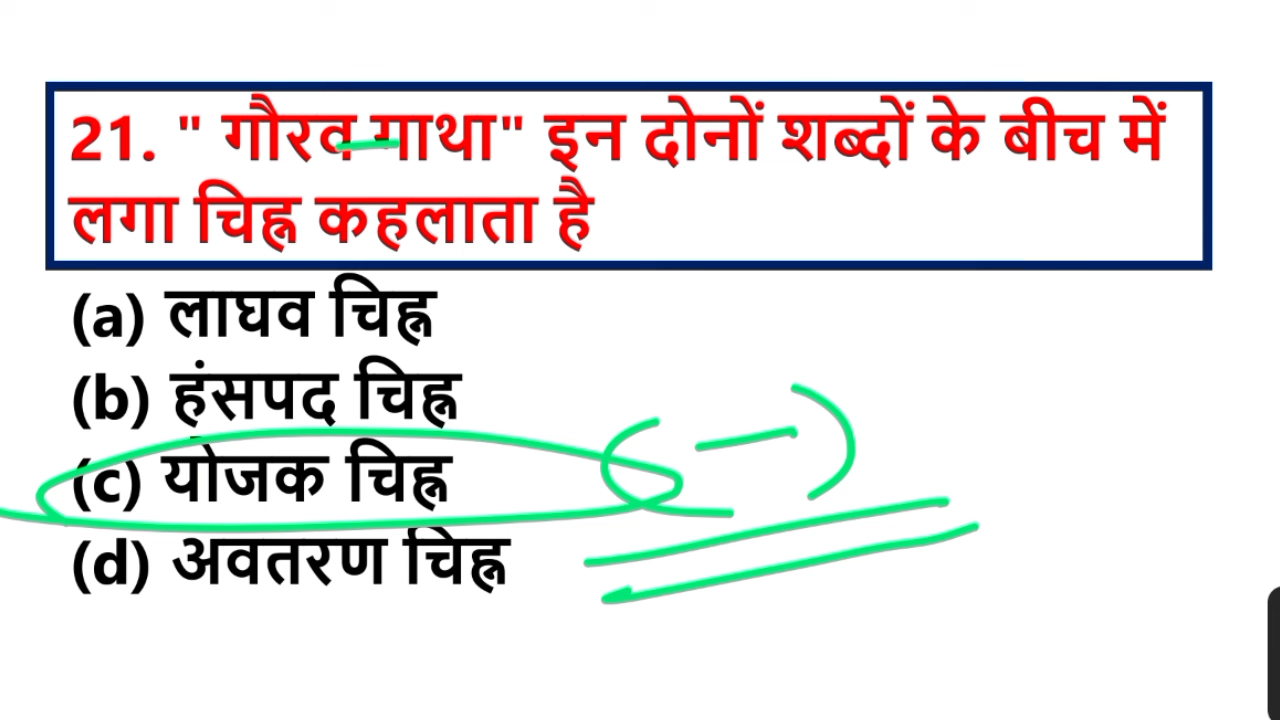 21. " गौरव गाथा" इन दोनों शब्दों के बीच में
लगा चिह्न कहलाता है
(a) लाघव चिह्न
(b) हंसपद चिह्न
(c) योजक चिह्न
(-)
(d) अवतरण चिह्न